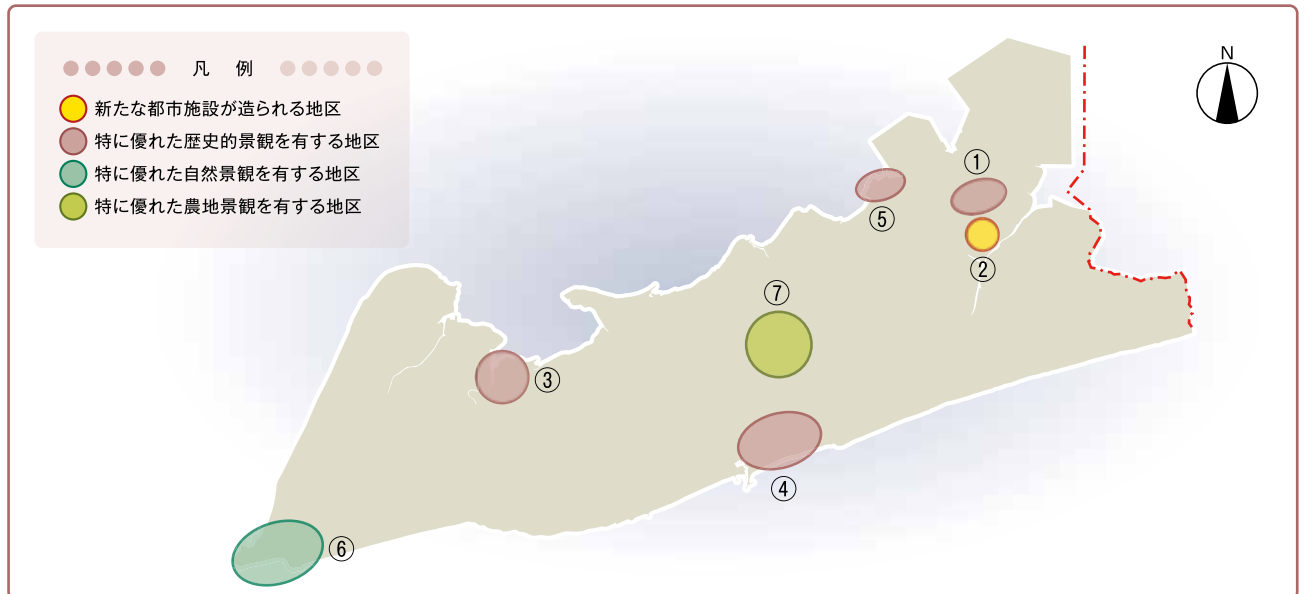 凡 例
新たな都市施設が造られる地区
特に優れた歴史的景観を有する地区
特に優れた自然景観を有する地区
特に優れた農地景観を有する地区
N
①
⑤
②
⑦
③
④
⑥